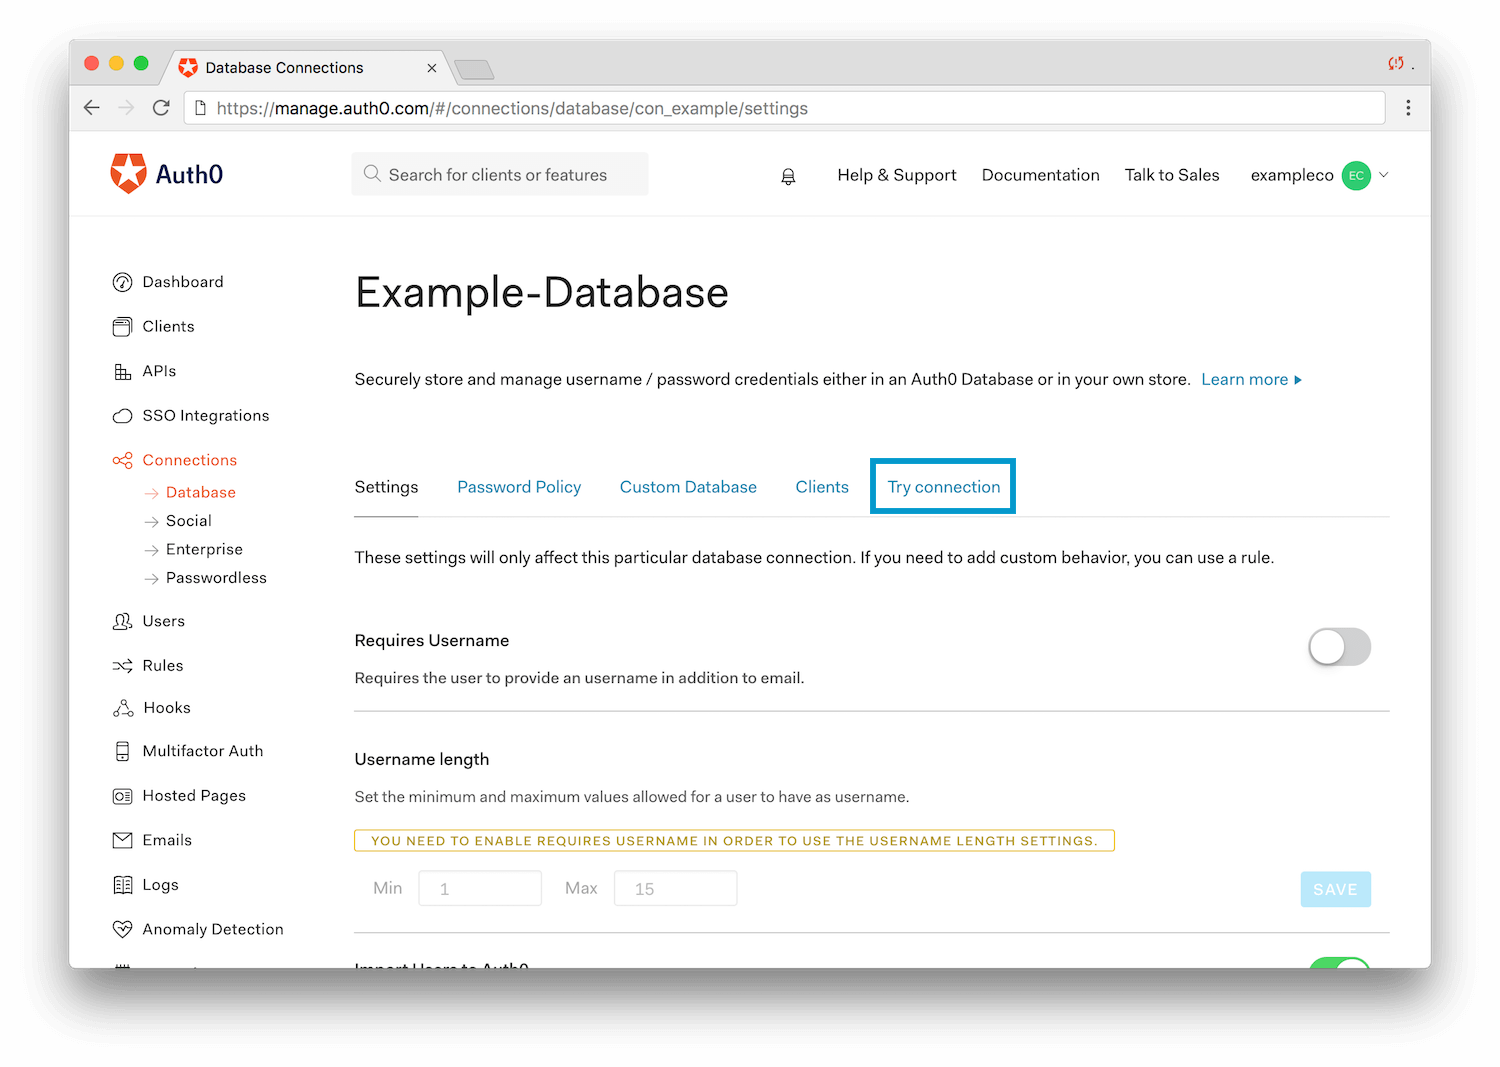 Database Connections
https://manage.auth0.com/#/connections/database/con_example/settings
Auth0
Search for clients or features
Help & Support
Documentation
Talk to Sales
exampleco
EC
Dashboard
Clients
APIs
SSO Integrations
Connections
Database
Social
Enterprise
Passwordless
Users
Rules
Hooks
Multifactor Auth
Hosted Pages
Emails
Logs
Anomaly Detection
Example-Database
Securely store and manage username / password credentials either in an Auth0 Database or in your own store. Learn more
Settings
Password Policy
Custom Database
Clients
Try connection
These settings will only affect this particular database connection. If you need to add custom behavior, you can use a rule.
Requires Username
Requires the user to provide an username in addition to email.
Username length
Set the minimum and maximum values allowed for a user to have as username.
YOU NEED TO ENABLE REQUIRES USERNAME IN ORDER TO USE THE USERNAME LENGTH SETTINGS.
Min 1 Max 15
SAVE
Import Users to Auth0